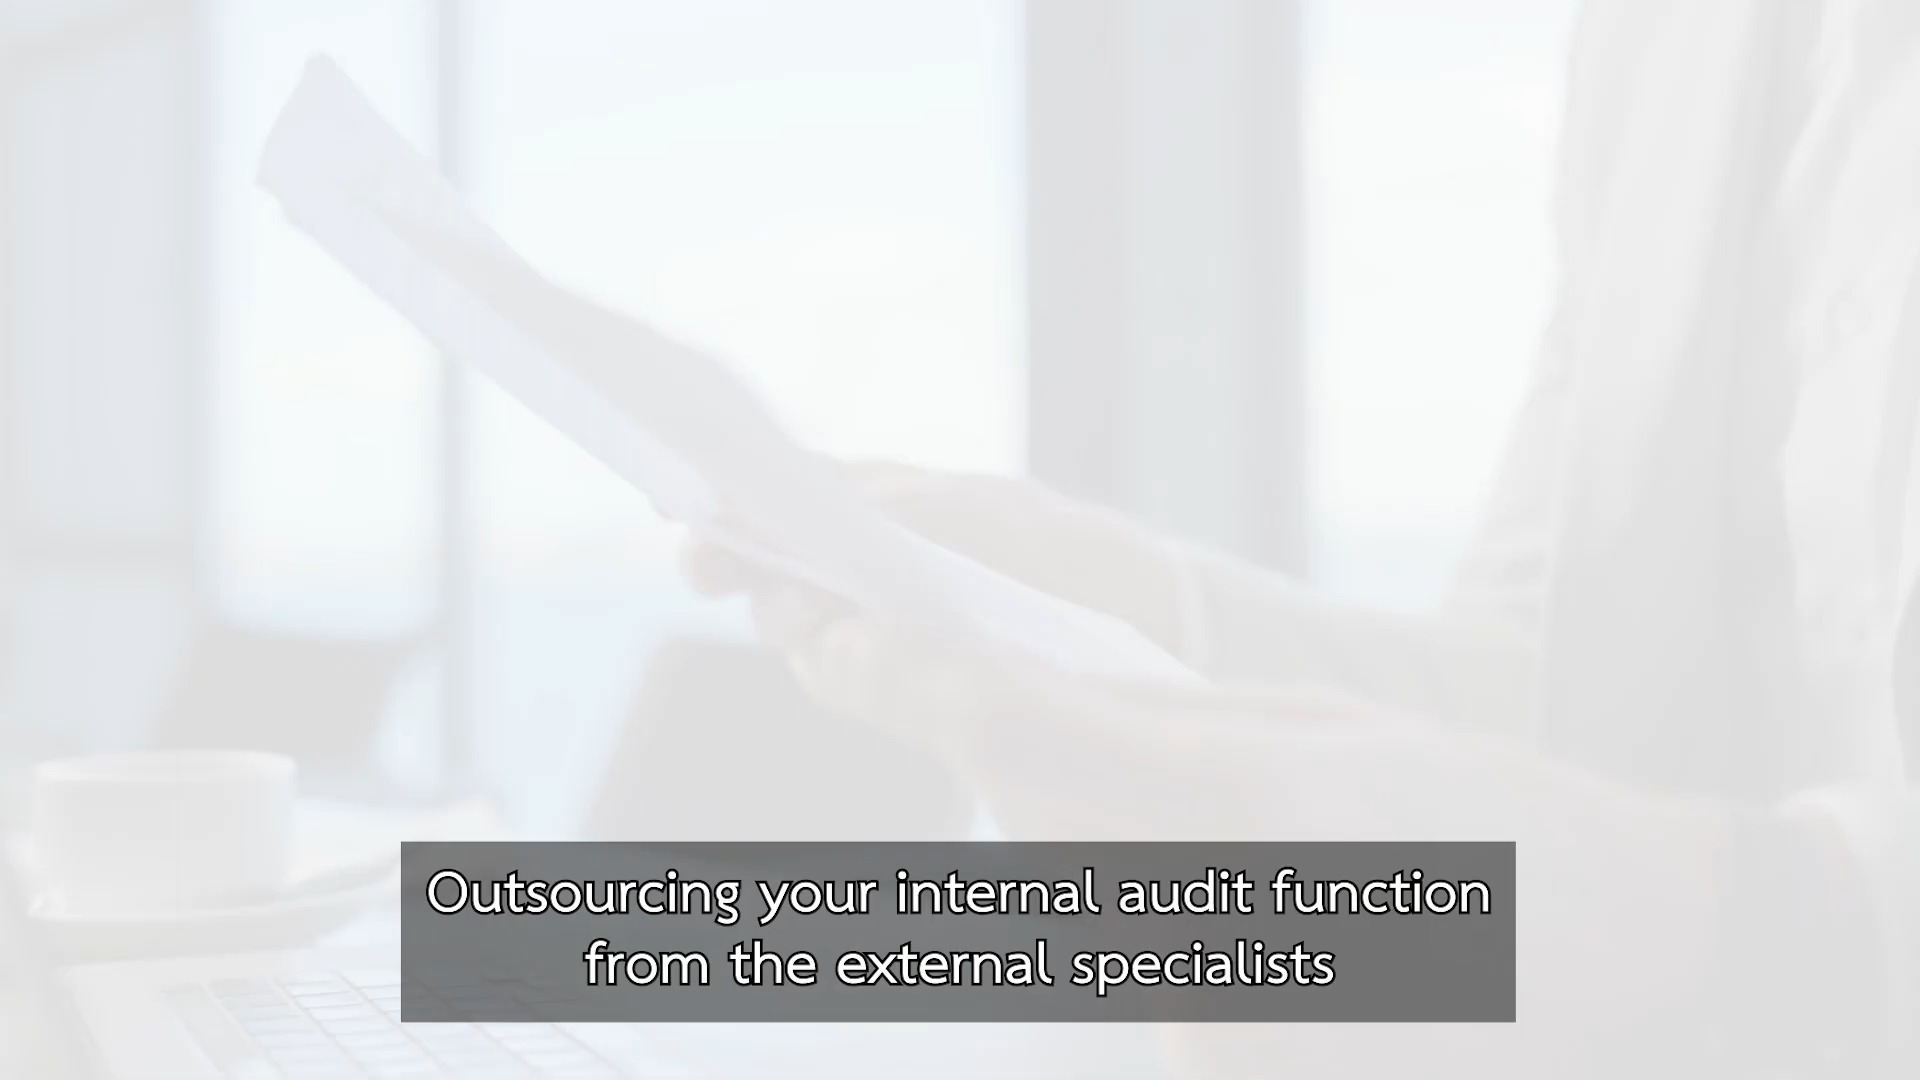 Outsourcing your internal audit function
from the external specialists